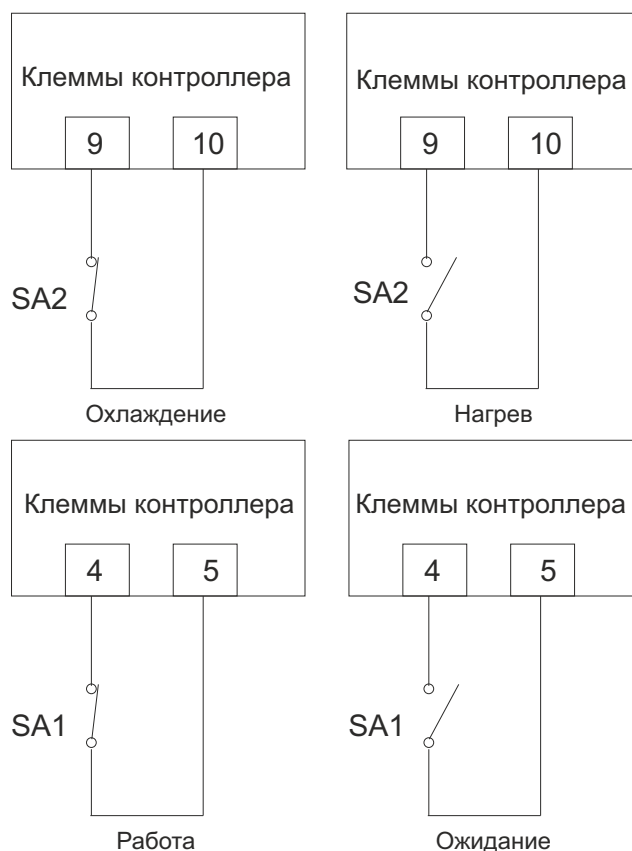 Клеммы контроллера
9 10
SA2
Охлаждение
Клеммы контроллера
9 10
SA2
Нагрев
Клеммы контроллера
4 5
SA1
Работа
Клеммы контроллера
4 5
SA1
Ожидание